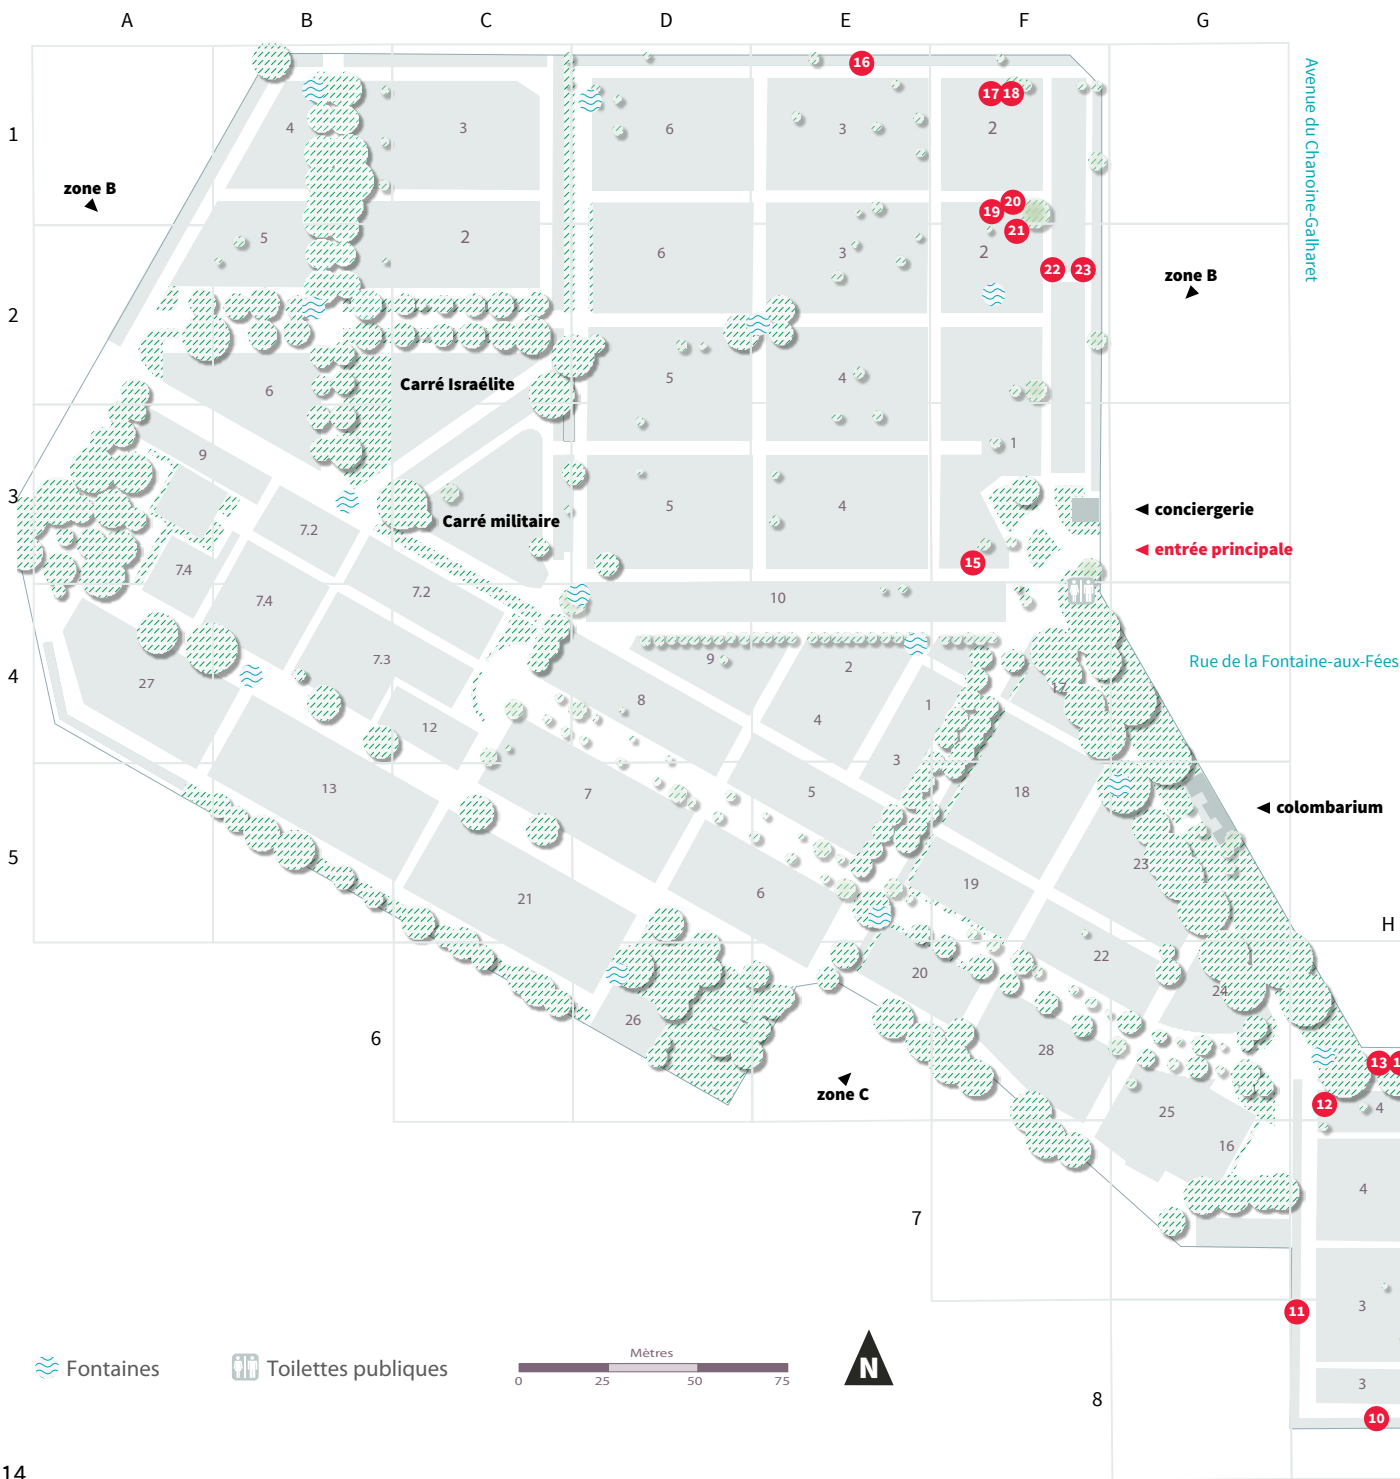 A B C D E F G
16
17 18
1
4 3 6 3 2
Avenue du Chanoine-Galharet
zone B
20
19
21
5 2 6 3 2
22 23
zone B
2
Carré Israélite
6 5 4
1
9
3
7.2
Carré militaire
5 4
conciergerie
entrée principale
15
7.4
7.4 7.2
10
Rue de la Fontaine-aux-Fées
4
27 7.3 9 2
17
8 1
12 4
3
13 7 5 18
colombarium
5
21 6 19 23
H
22
20 24
6
26
28
13 1
zone C
12
4
25
16
4
7
11
3
Fontaines
Toilettes publiques
Mètres
0 25 50 75
N
3
8
10
14